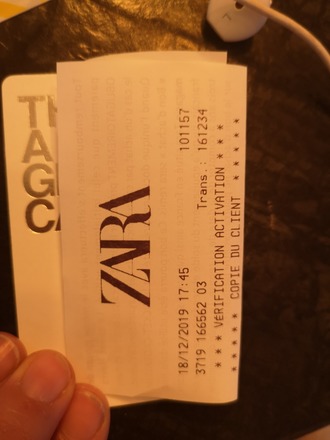 ZARA
18/12/2019 17:45 101157
3719 166562 03 Trans.: 161234
* * * VERIFICATION ACTIVATION * * *
* * * * * COPIE DU CLIENT * * * * *